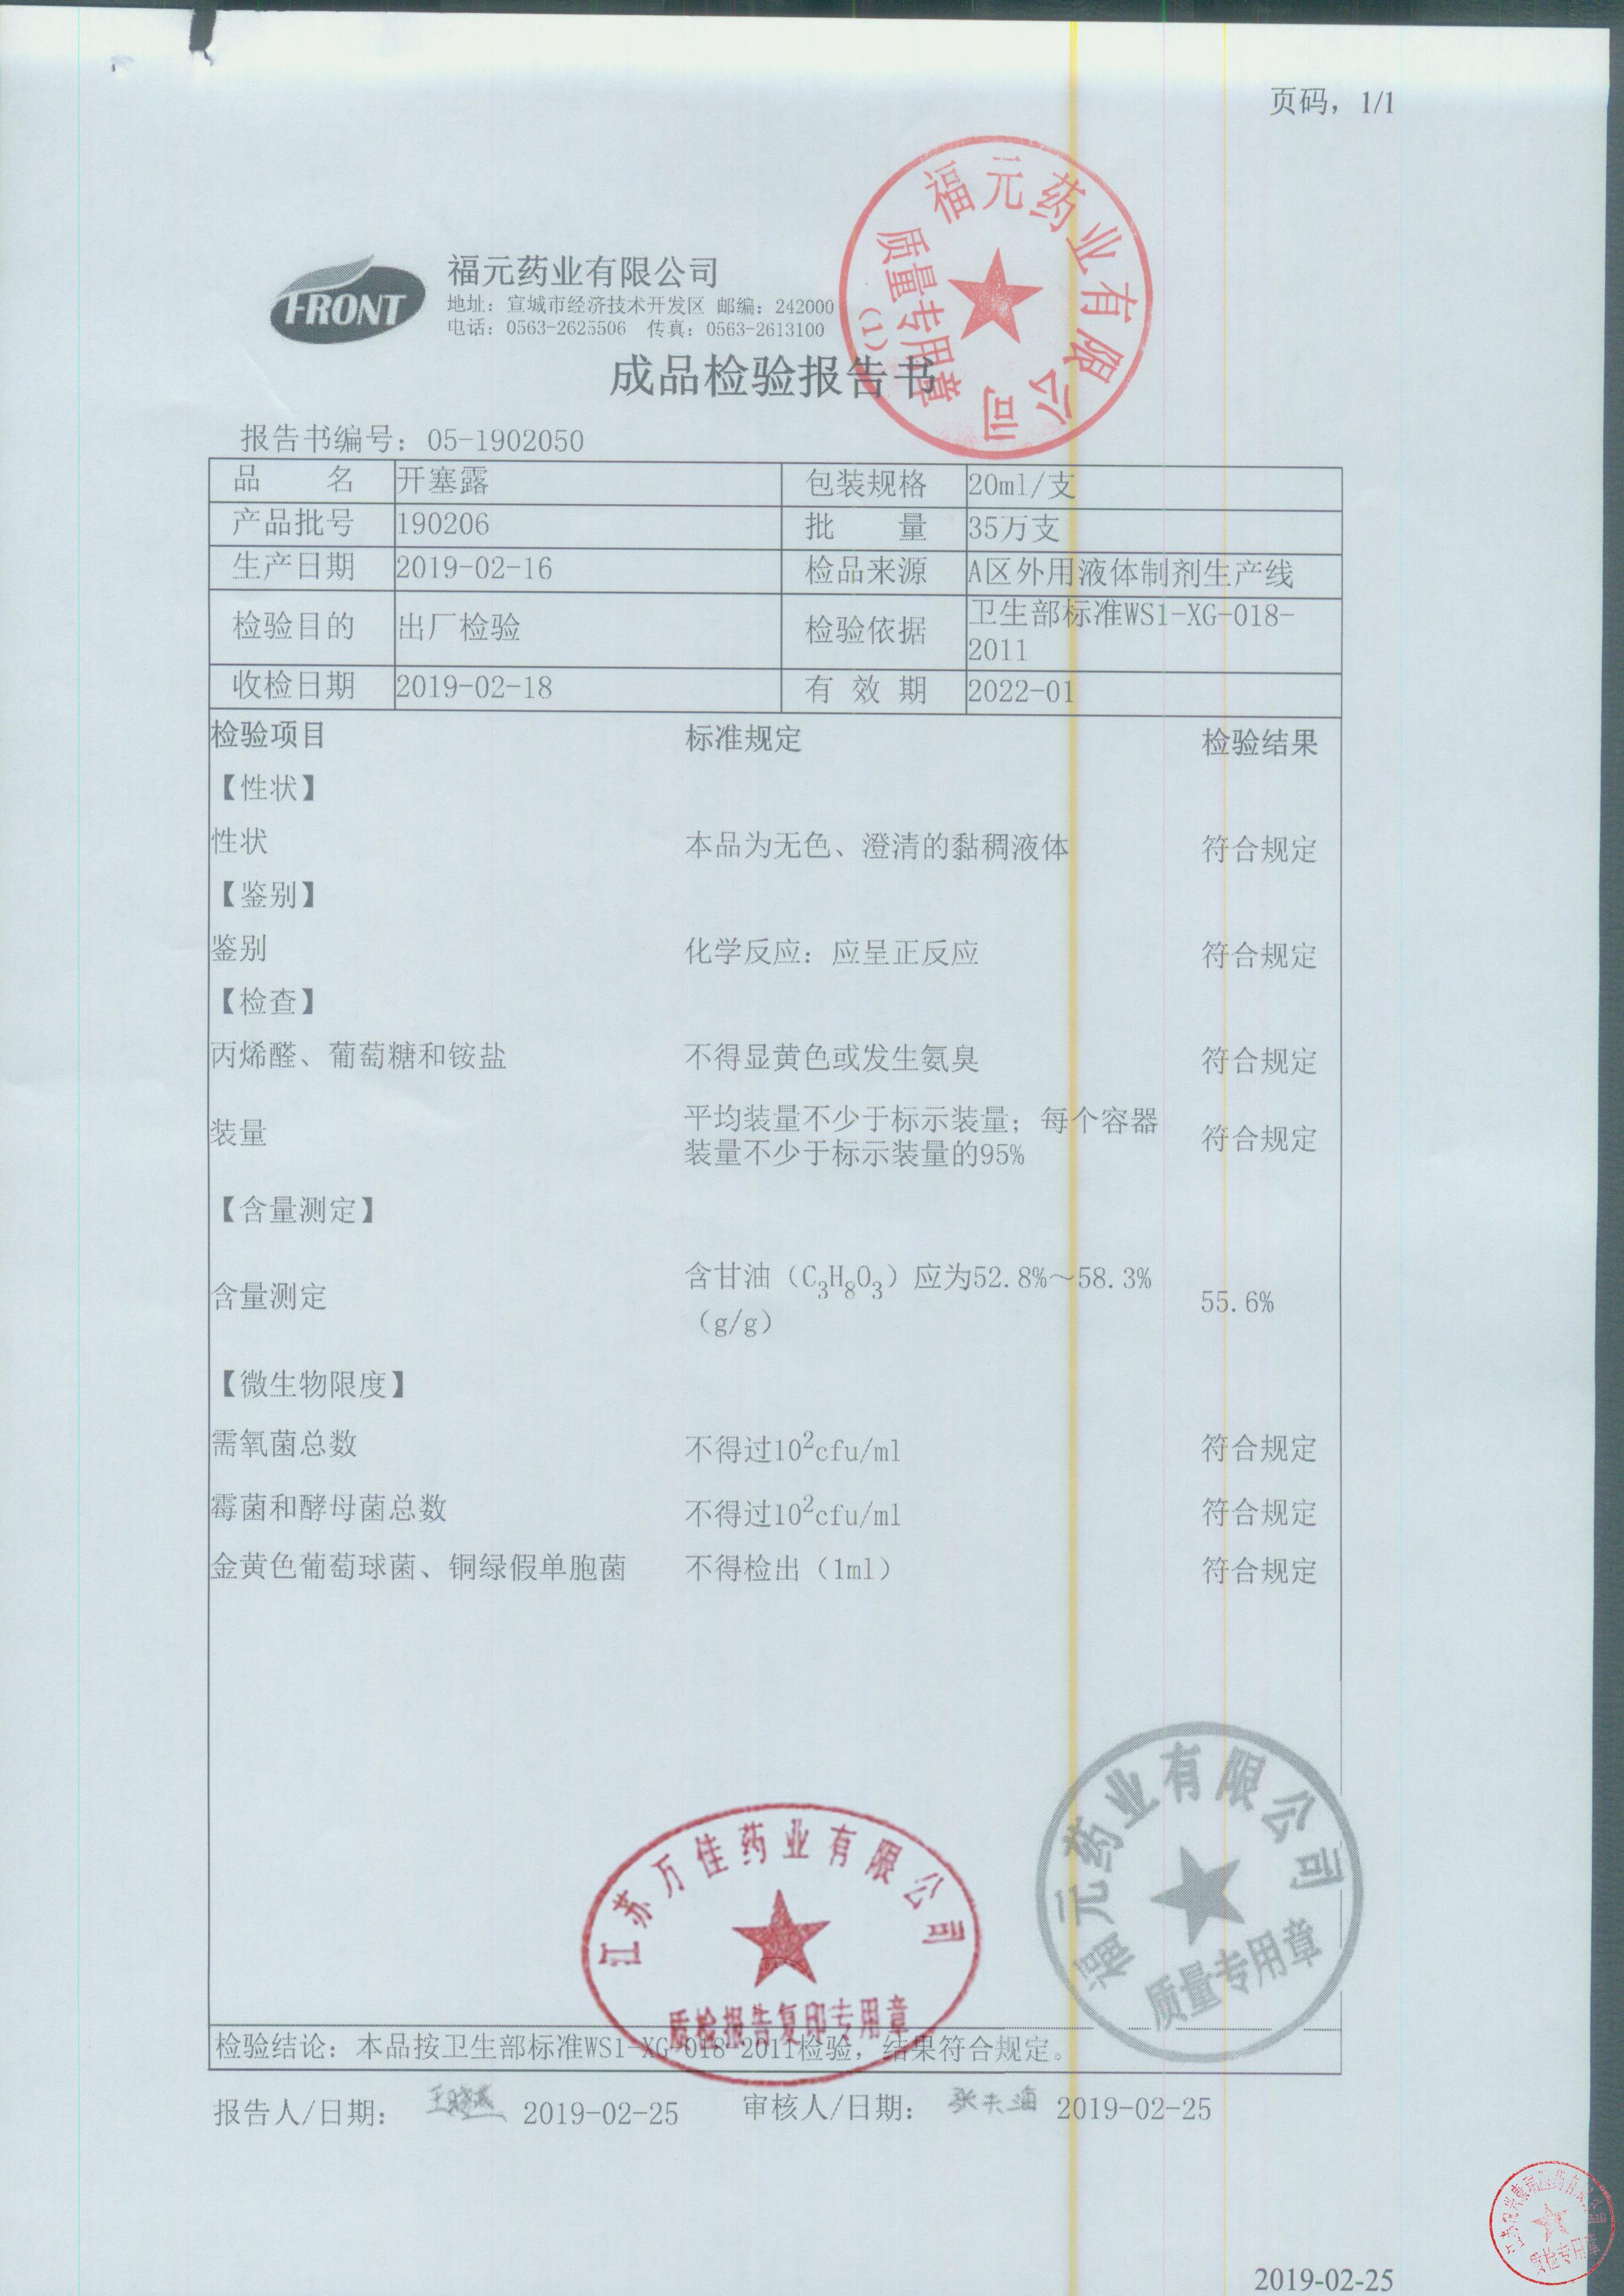 页码，1/1
福元药业有限公司
质量专用章
(1)
FRONT
福元药业有限公司
地址：宣城市经济技术开发区 邮编：242000
电话：0563-2625506 传真：0563-2613100
成品检验报告书
报告书编号：05-1902050
品 名 开塞露 包装规格 20ml/支
产品批号 190206 批 量 35万支
生产日期 2019-02-16 检品来源 A区外用液体制剂生产线
检验目的 出厂检验 检验依据 卫生部标准WS1-XG-018-
2011
收检日期 2019-02-18 有 效 期 2022-01
检验项目 标准规定 检验结果
【性状】
性状 本品为无色、澄清的黏稠液体 符合规定
【鉴别】
鉴别 化学反应：应呈正反应 符合规定
【检查】
丙烯醛、葡萄糖和铵盐 不得显黄色或发生氨臭 符合规定
装量 平均装量不少于标示装量；每个容器 符合规定
装量不少于标示装量的95%
【含量测定】
含量测定 含甘油（C₃H₈O₃）应为52.8%～58.3% 55.6%
（g/g）
【微生物限度】
需氧菌总数 不得过10²cfu/ml 符合规定
霉菌和酵母菌总数 不得过10²cfu/ml 符合规定
金黄色葡萄球菌、铜绿假单胞菌 不得检出（1ml） 符合规定
江苏万佳药业有限公司
质检报告复印专用章
福元药业有限公司
质量专用章
检验结论：本品按卫生部标准WS1-XG-018-2011检验，结果符合规定。
报告人/日期： 2019-02-25 审核人/日期： 2019-02-25
质检专用章
2019-02-25